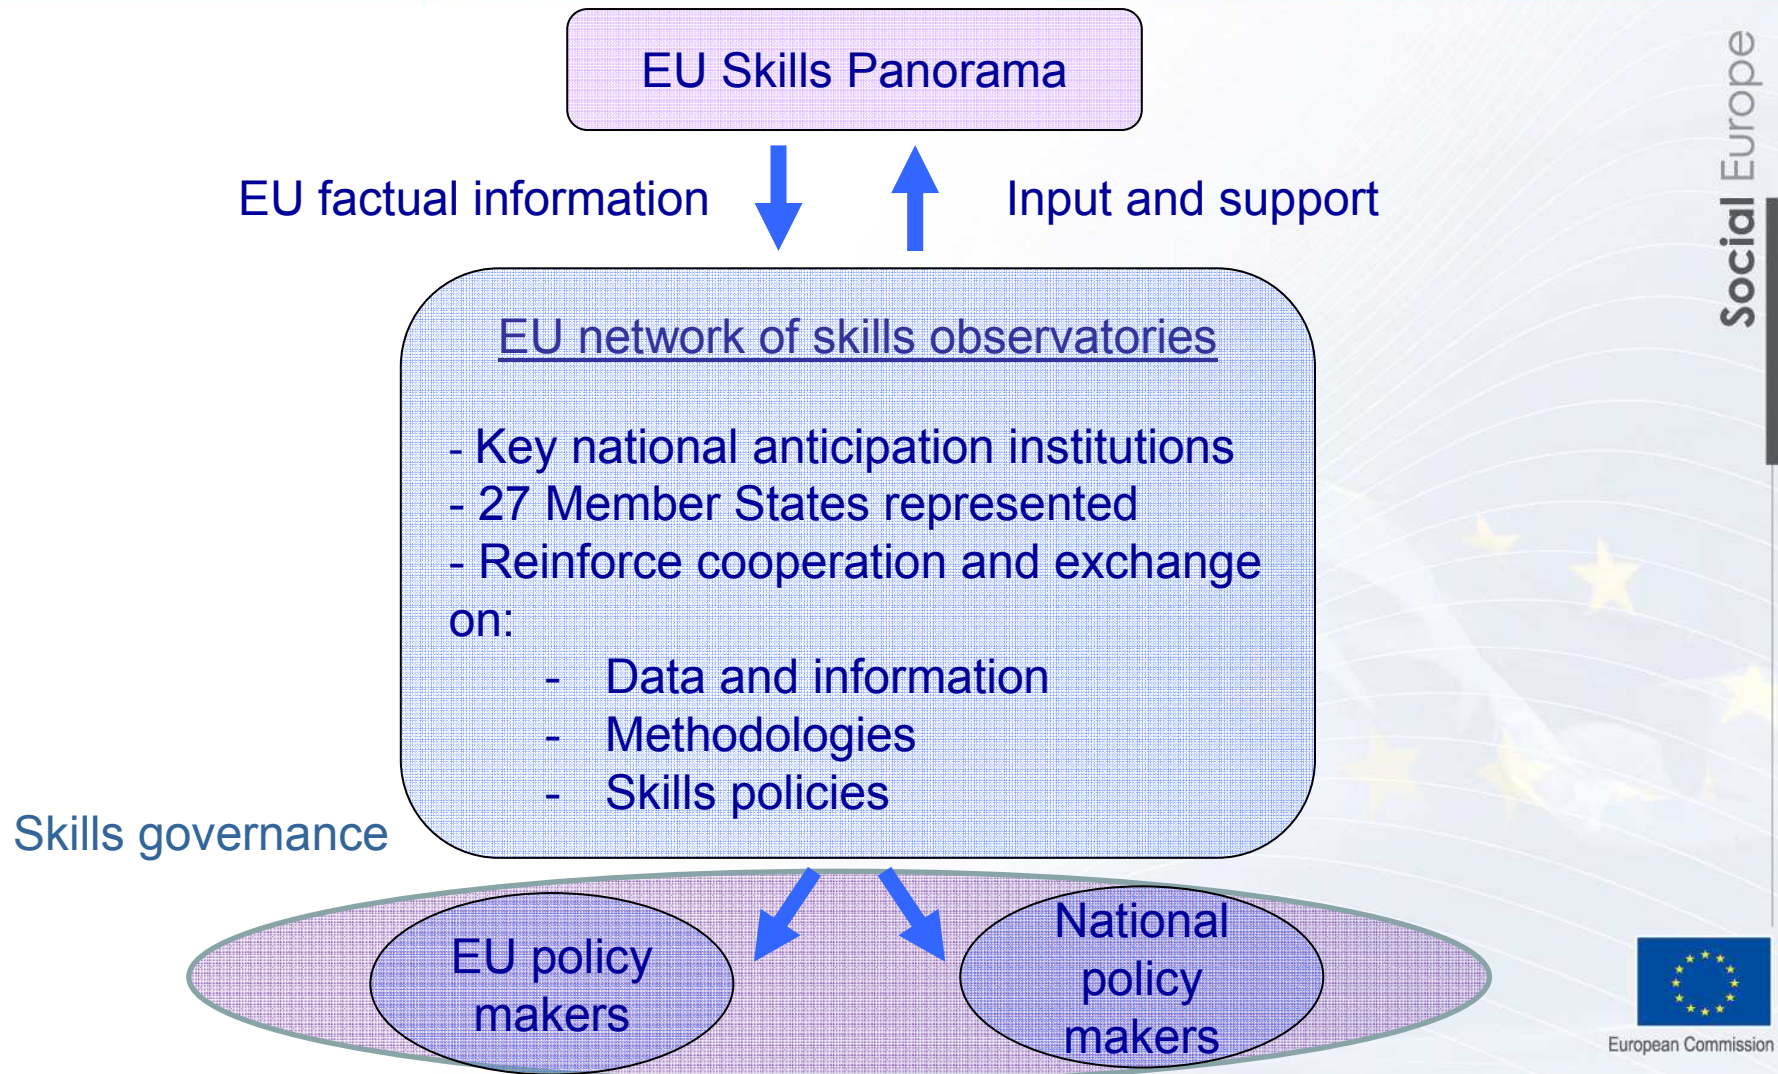 EU Skills Panorama
EU factual information
Input and support
EU network of skills observatories
- Key national anticipation institutions
- 27 Member States represented
- Reinforce cooperation and exchange
on:
- Data and information
- Methodologies
- Skills policies
Skills governance
EU policy
makers
National
policy
makers
Social Europe
European Commission